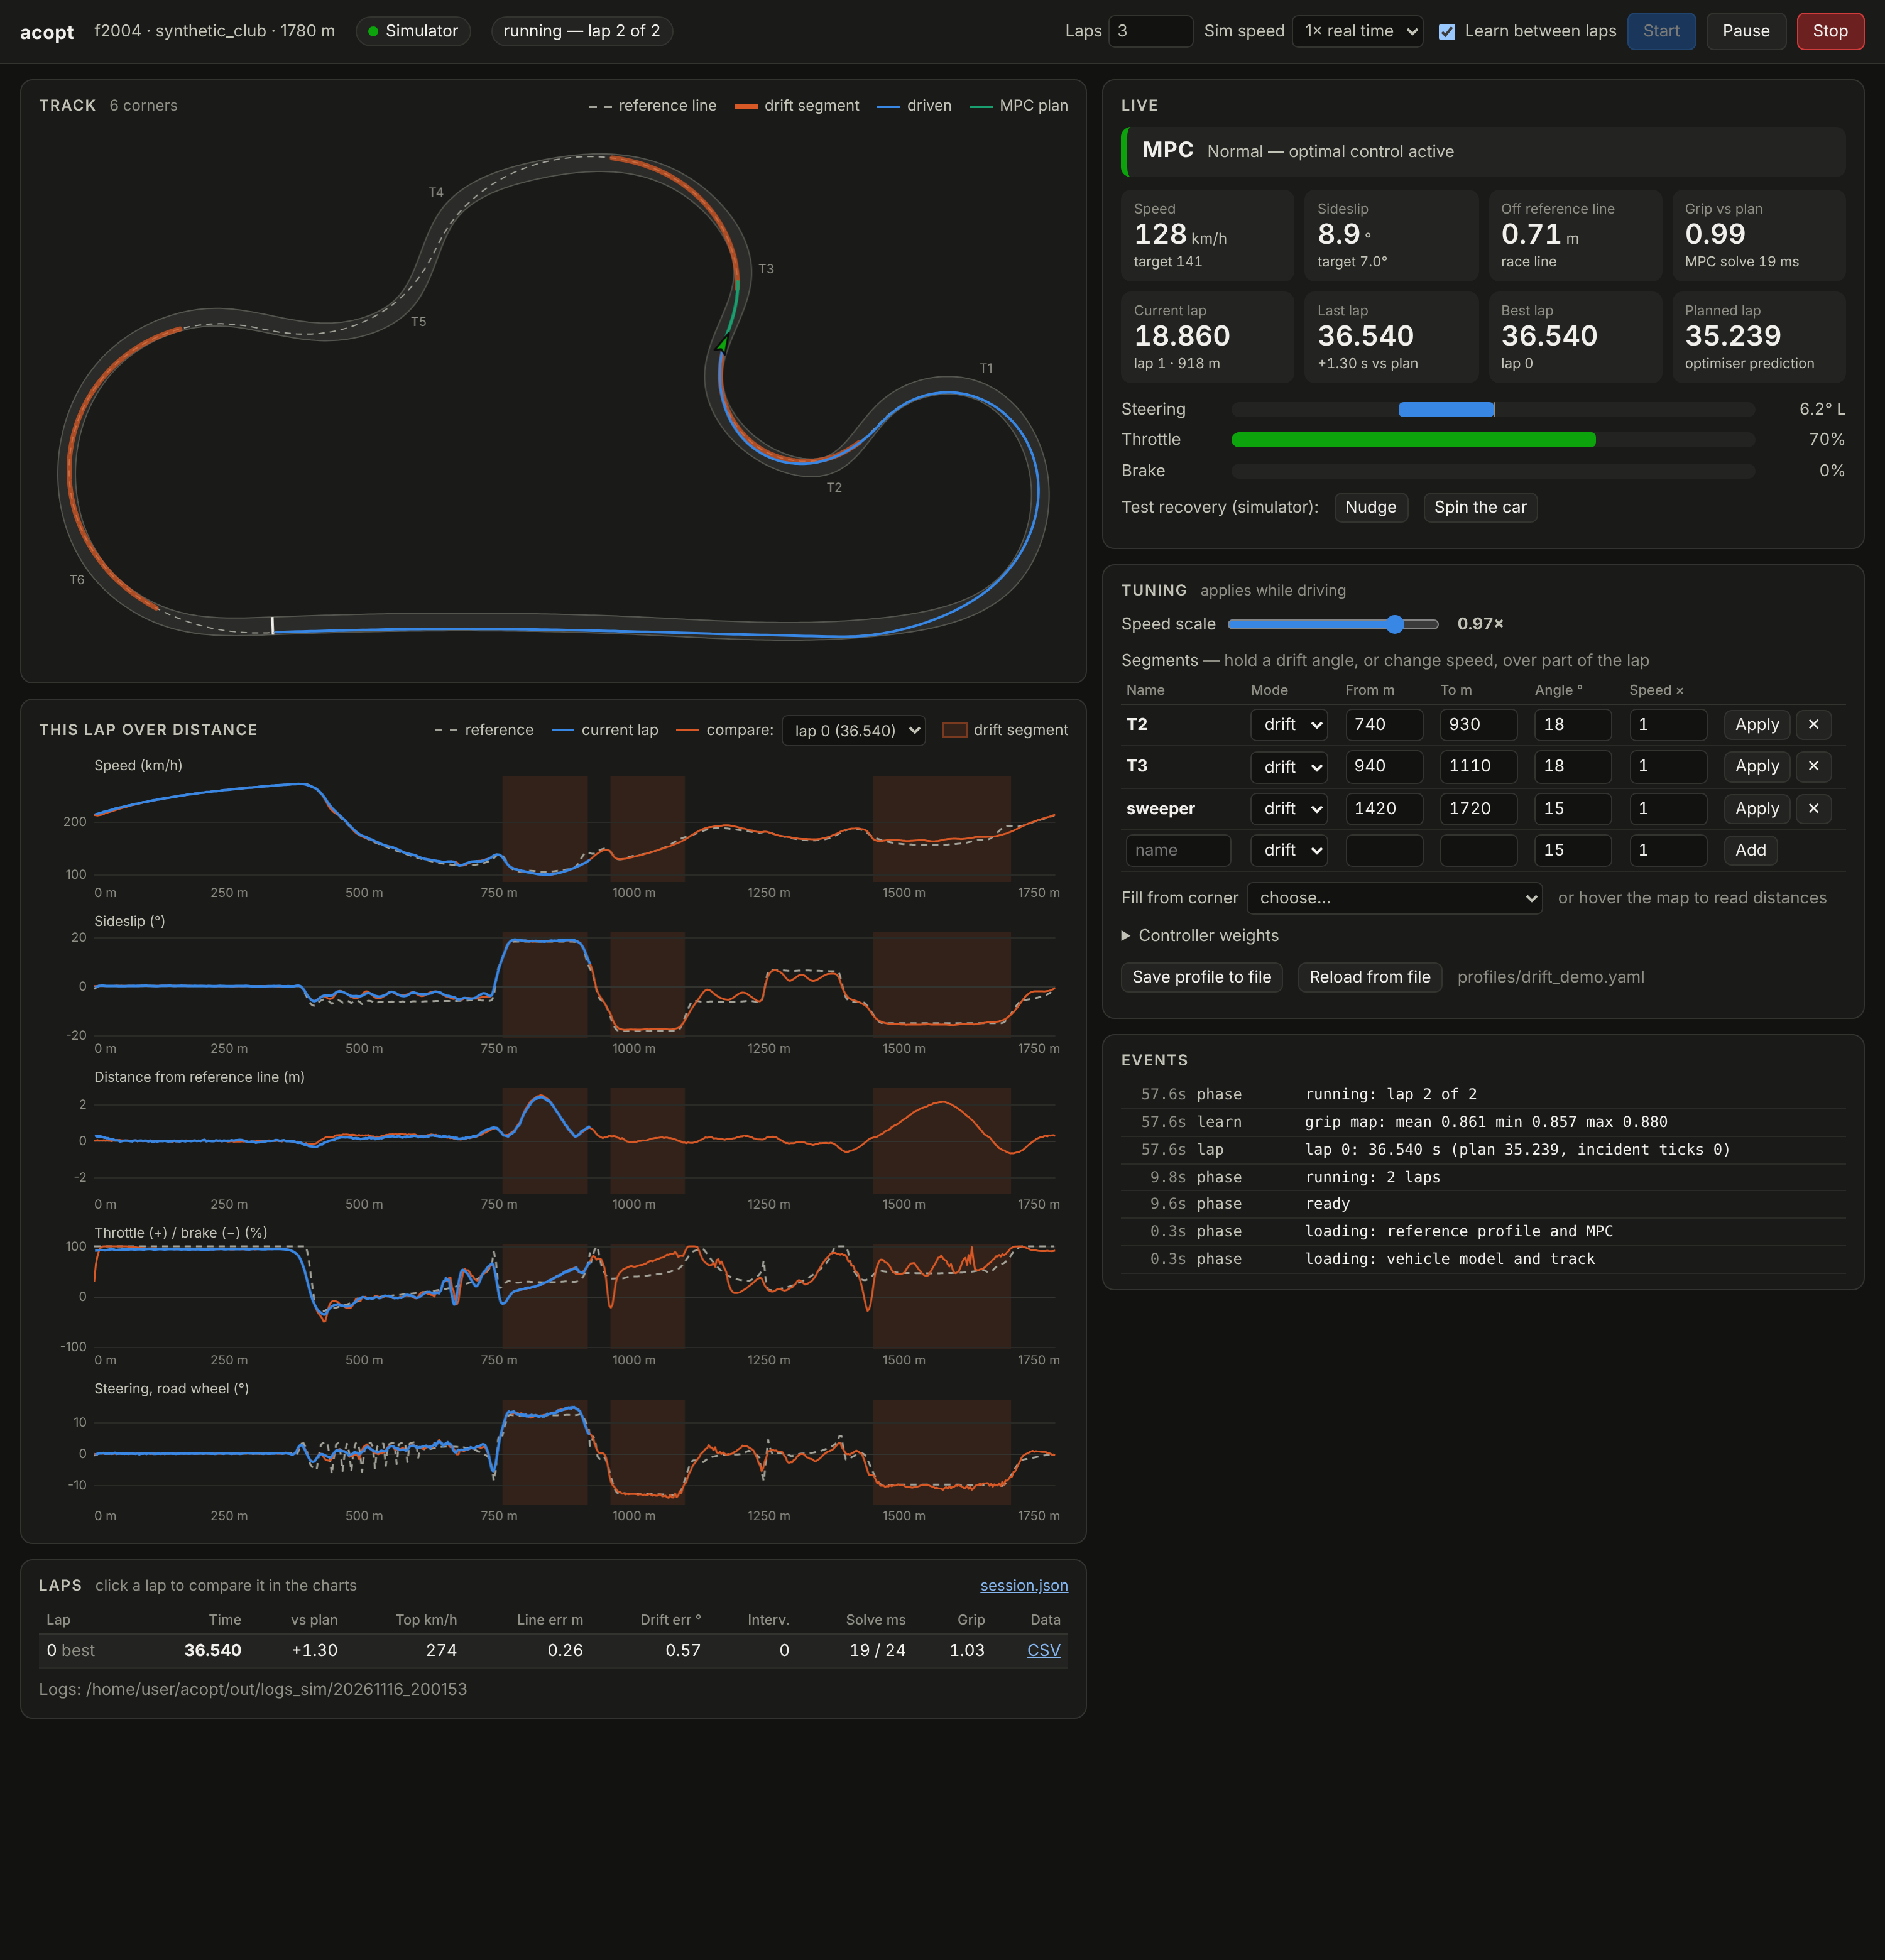 acopt f2004 · synthetic_club · 1780 m Simulator running — lap 2 of 2 Laps 3 Sim speed 1× real time Learn between laps Start Pause Stop
TRACK 6 corners reference line drift segment driven MPC plan
T4
T3
T5
T1
T2
T6
THIS LAP OVER DISTANCE reference current lap compare: lap 0 (36.540) drift segment
Speed (km/h)
200
100
0 m 250 m 500 m 750 m 1000 m 1250 m 1500 m 1750 m
Sideslip (°)
20
0
-20
0 m 250 m 500 m 750 m 1000 m 1250 m 1500 m 1750 m
Distance from reference line (m)
2
0
-2
0 m 250 m 500 m 750 m 1000 m 1250 m 1500 m 1750 m
Throttle (+) / brake (−) (%)
100
0
-100
0 m 250 m 500 m 750 m 1000 m 1250 m 1500 m 1750 m
Steering, road wheel (°)
10
0
-10
0 m 250 m 500 m 750 m 1000 m 1250 m 1500 m 1750 m
LAPS click a lap to compare it in the charts session.json
Lap Time vs plan Top km/h Line err m Drift err ° Interv. Solve ms Grip Data
0 best 36.540 +1.30 274 0.26 0.57 0 19 / 24 1.03 CSV
Logs: /home/user/acopt/out/logs_sim/20261116_200153
LIVE
MPC Normal — optimal control active
Speed Sideslip Off reference line Grip vs plan
128 km/h 8.9 ° 0.71 m 0.99
target 141 target 7.0° race line MPC solve 19 ms
Current lap Last lap Best lap Planned lap
18.860 36.540 36.540 35.239
lap 1 · 918 m +1.30 s vs plan lap 0 optimiser prediction
Steering 6.2° L
Throttle 70%
Brake 0%
Test recovery (simulator): Nudge Spin the car
TUNING applies while driving
Speed scale 0.97×
Segments — hold a drift angle, or change speed, over part of the lap
Name Mode From m To m Angle ° Speed ×
T2 drift 740 930 18 1 Apply ✕
T3 drift 940 1110 18 1 Apply ✕
sweeper drift 1420 1720 15 1 Apply ✕
name drift 15 1 Add
Fill from corner choose... or hover the map to read distances
Controller weights
Save profile to file Reload from file profiles/drift_demo.yaml
EVENTS
57.6s phase running: lap 2 of 2
57.6s learn grip map: mean 0.861 min 0.857 max 0.880
57.6s lap lap 0: 36.540 s (plan 35.239, incident ticks 0)
9.8s phase running: 2 laps
9.6s phase ready
0.3s phase loading: reference profile and MPC
0.3s phase loading: vehicle model and track